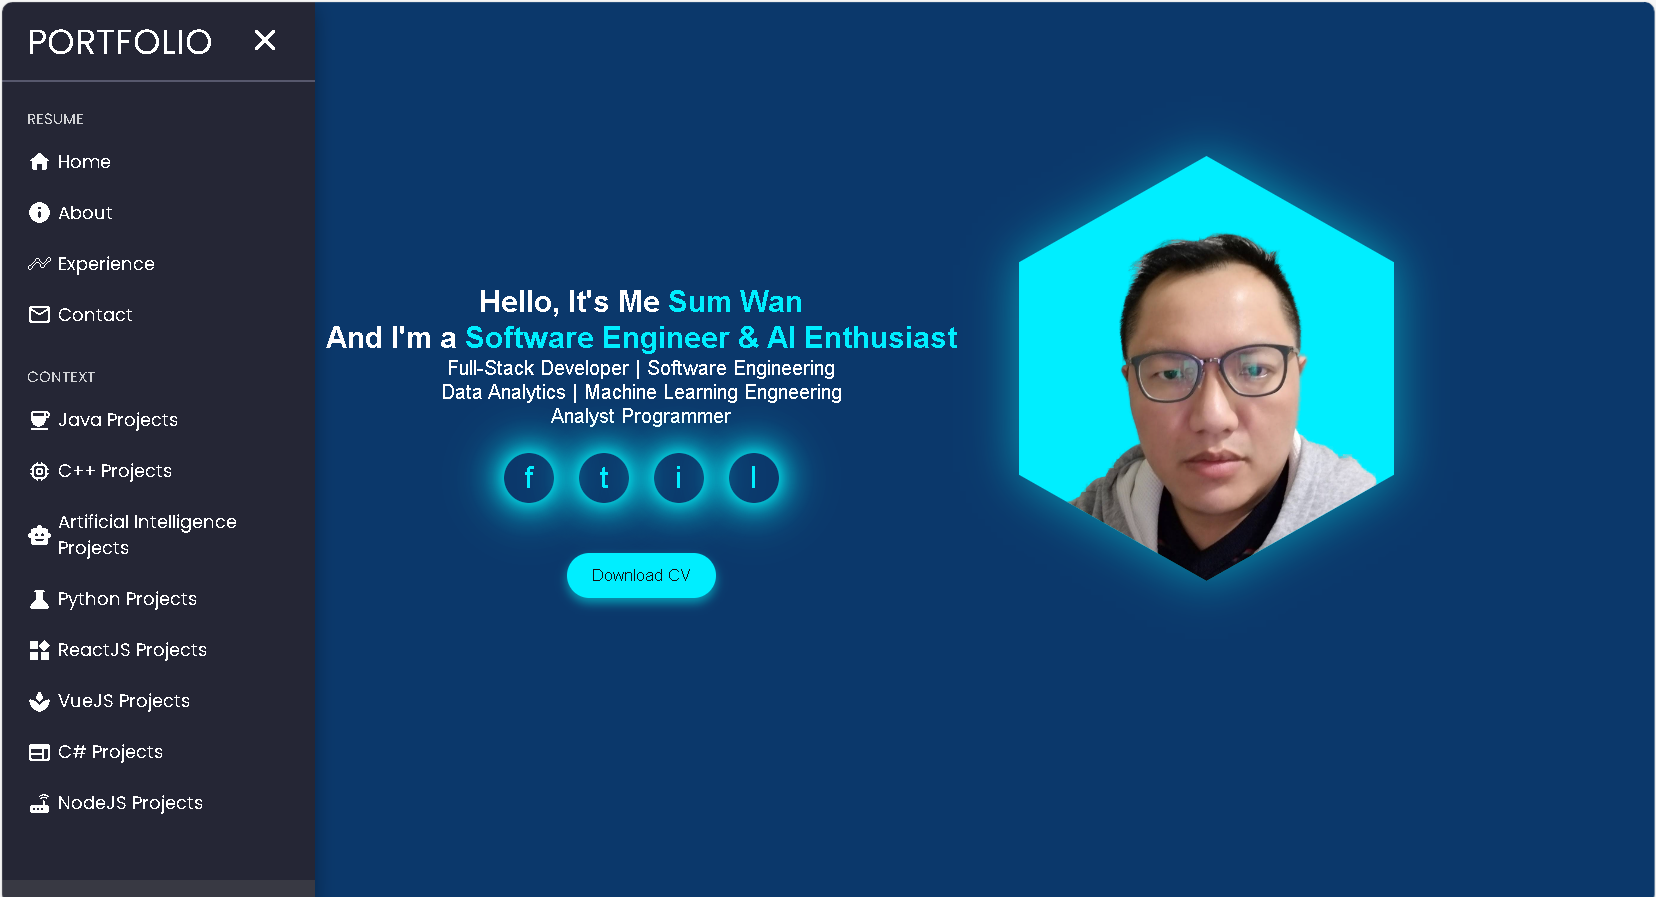 PORTFOLIO
RESUME
Home
About
Experience
Contact
CONTEXT
Java Projects
C++ Projects
Artificial Intelligence
Projects
Python Projects
ReactJS Projects
VueJS Projects
C# Projects
NodeJS Projects
Hello, It's Me Sum Wan
And I'm a Software Engineer & AI Enthusiast
Full-Stack Developer | Software Engineering
Data Analytics | Machine Learning Engneering
Analyst Programmer
f t i l
Download CV